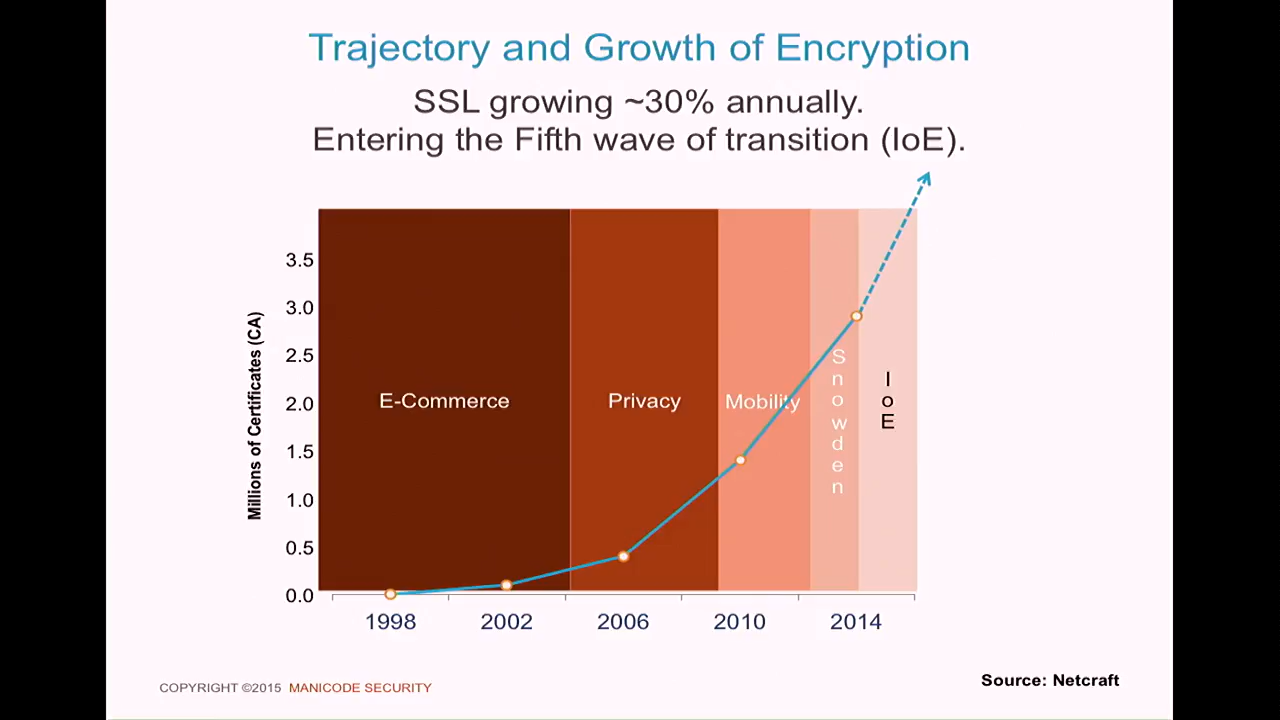 Trajectory and Growth of Encryption
SSL growing ~30% annually.
Entering the Fifth wave of transition (IoE).
Millions of Certificates (CA)
3.5
3.0
2.5
2.0
1.5
1.0
0.5
0.0
E-Commerce
Privacy
Mobility
Snowden
IoE
1998 2002 2006 2010 2014
COPYRIGHT ©2015 MANICODE SECURITY
Source: Netcraft